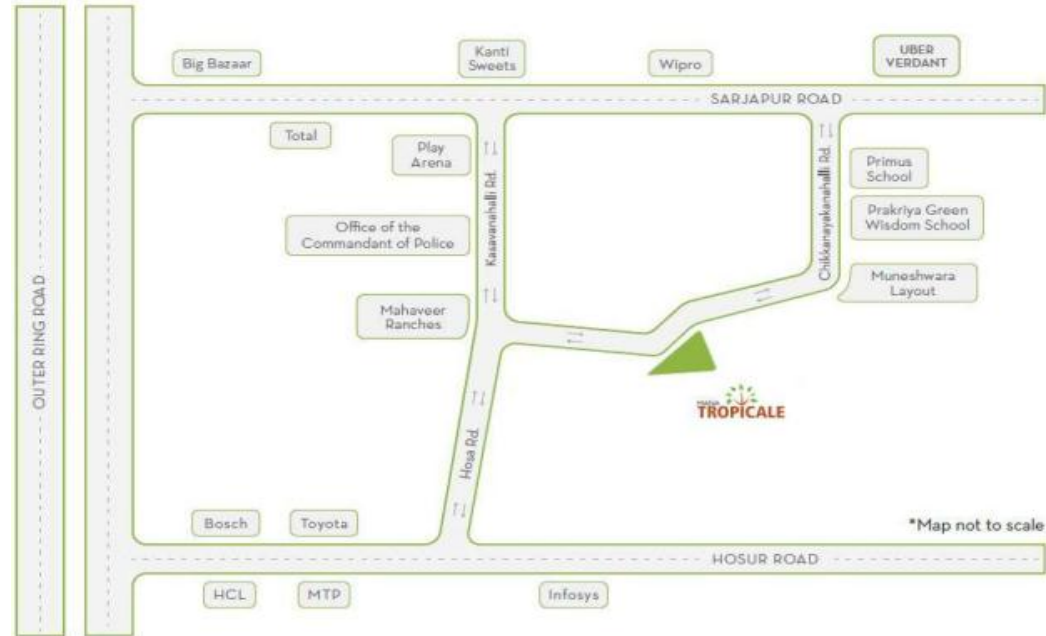 Big Bazaar
Kanti
Sweets
Wipro
UBER
VERDANT
SARJAPUR ROAD
Total
Play
Arena
Kasavanahalli Rd.
Chikkanayakanahalli Rd.
Primus
School
Prakriya Green
Wisdom School
Office of the
Commandant of Police
Muneshwara
Layout
Mahaveer
Ranches
OUTER RING ROAD
TROPICALE
Hosa Rd.
Bosch
Toyota
*Map not to scale
HOSUR ROAD
HCL
MTP
Infosys